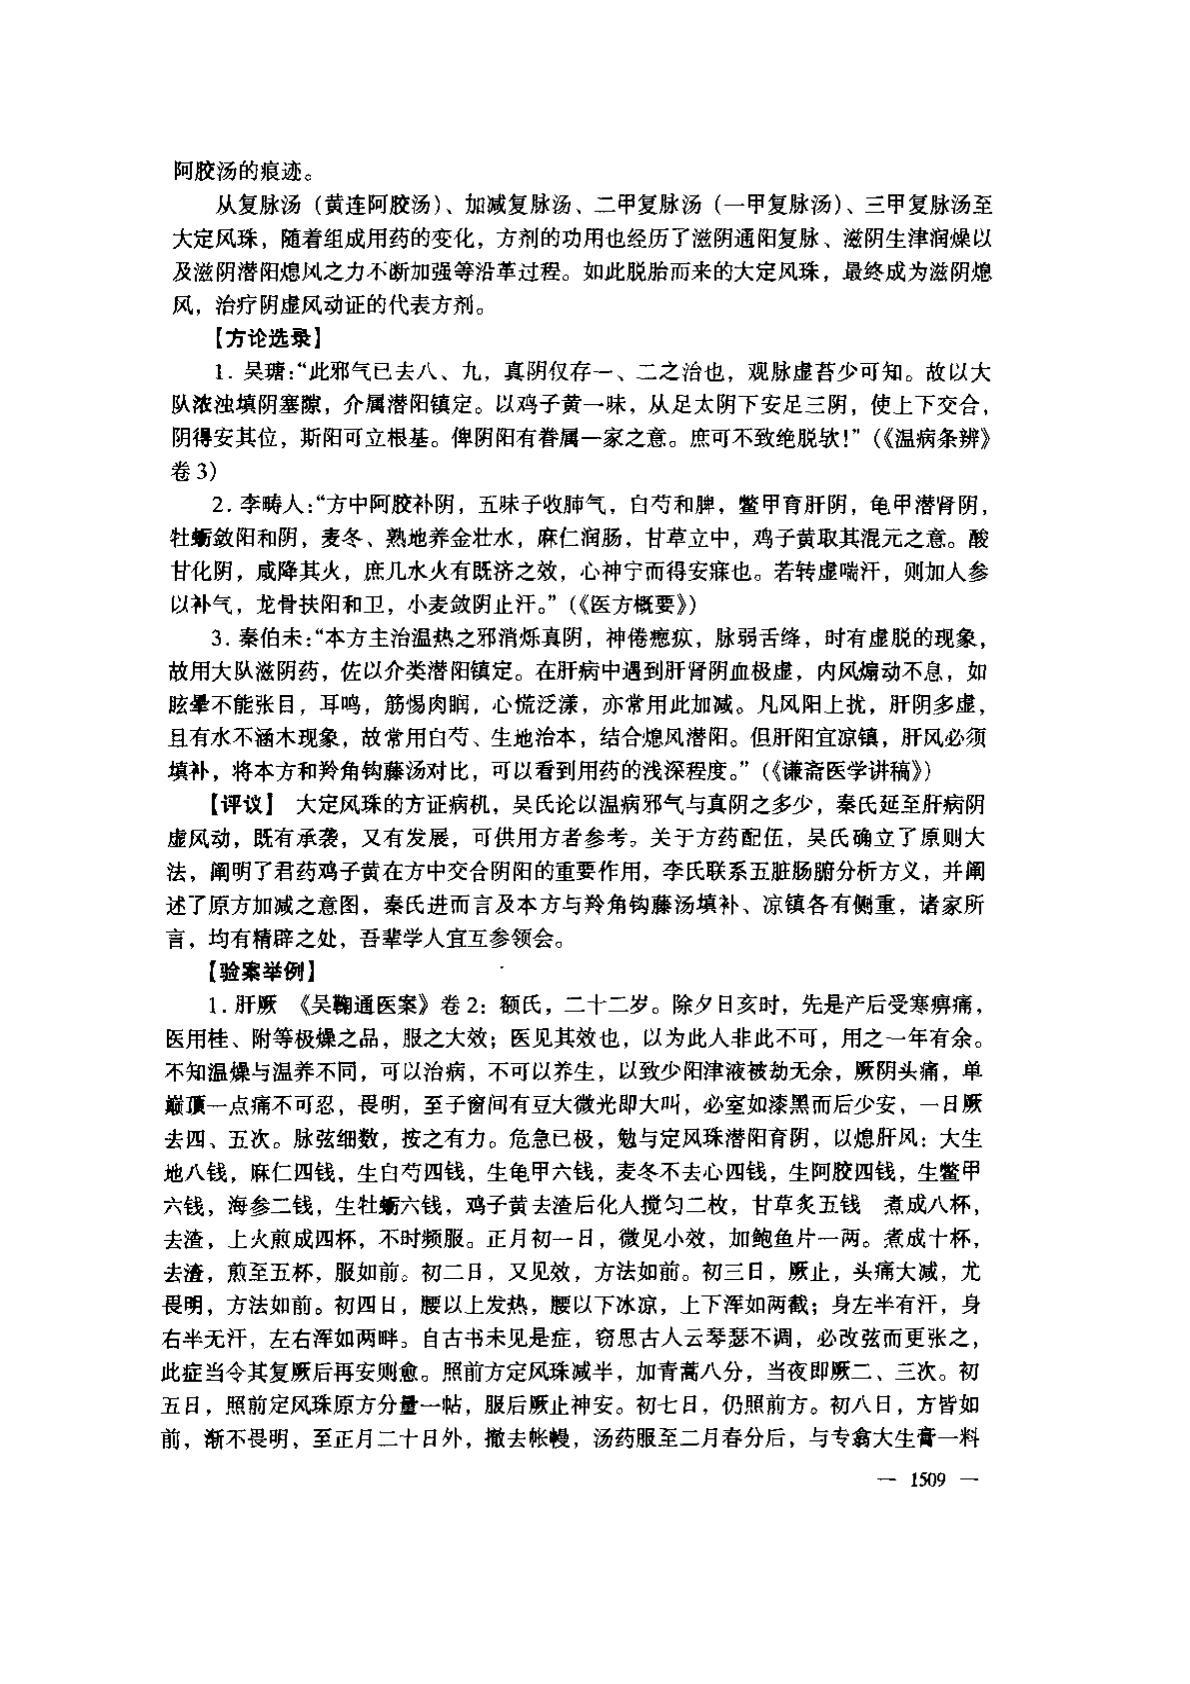 阿胶汤的痕迹。
从复脉汤（黄连阿胶汤）、加减复脉汤、二甲复脉汤（一甲复脉汤）、三甲复脉汤至
大定风珠，随着组成用药的变化，方剂的功用也经历了滋阴通阳复脉、滋阴生津润燥以
及滋阴潜阳熄风之力不断加强等沿革过程。如此脱胎而来的大定风珠，最终成为滋阴熄
风，治疗阴虚风动证的代表方剂。
【方论选录】
1. 吴瑭：“此邪气已去八、九，真阴仅存一、二之治也，观脉虚苔少可知。故以大
队浓浊填阴塞隙，介属潜阳镇定。以鸡子黄一味，从足太阴下安足三阴，使上下交合，
阴得安其位，斯阳可立根基。俾阴阳有眷属一家之意。庶可不致绝脱欤！”（《温病条辨》
卷 3）
2. 李畴人：“方中阿胶补阴，五味子收肺气，白芍和脾，鳖甲育肝阴，龟甲潜肾阴，
牡蛎敛阳和阴，麦冬、熟地养金壮水，麻仁润肠，甘草立中，鸡子黄取其混元之意。酸
甘化阴，咸降其火，庶几水火有既济之效，心神宁而得安寐也。若转虚喘汗，则加人参
以补气，龙骨扶阳和卫，小麦敛阴止汗。”（《医方概要》）
3. 秦伯未：“本方主治温热之邪消烁真阴，神倦瘛疭，脉弱舌绛，时有虚脱的现象，
故用大队滋阴药，佐以介类潜阳镇定。在肝病中遇到肝肾阴血极虚，内风煽动不息，如
眩晕不能张目，耳鸣，筋惕肉瞤，心慌泛漾，亦常用此加减。凡风阳上扰，肝阴多虚，
且有水不涵木现象，故常用白芍、生地治本，结合熄风潜阳。但肝阳宜凉镇，肝风必须
填补，将本方和羚角钩藤汤对比，可以看到用药的浅深程度。”（《谦斋医学讲稿》）
【评议】 大定风珠的方证病机，吴氏论以温病邪气与真阴之多少，秦氏延至肝病阴
虚风动，既有承袭，又有发展，可供用方者参考。关于方药配伍，吴氏确立了原则大
法，阐明了君药鸡子黄在方中交合阴阳的重要作用，李氏联系五脏肠腑分析方义，并阐
述了原方加减之意图，秦氏进而言及本方与羚角钩藤汤填补、凉镇各有侧重，诸家所
言，均有精辟之处，吾辈学人宜互参领会。
【验案举例】
1. 肝厥 《吴鞠通医案》卷 2：额氏，二十二岁。除夕日亥时，先是产后受寒痹痛，
医用桂、附等极燥之品，服之大效；医见其效也，以为此人非此不可，用之一年有余。
不知温燥与温养不同，可以治病，不可以养生，以致少阳津液被劫无余，厥阴头痛，单
巅顶一点痛不可忍，畏明，至子窗间有豆大微光即大叫，必室如漆黑而后少安，一日厥
去四、五次。脉弦细数，按之有力。危急已极，勉与定风珠潜阳育阴，以熄肝风：大生
地八钱，麻仁四钱，生白芍四钱，生龟甲六钱，麦冬不去心四钱，生阿胶四钱，生鳖甲
六钱，海参二钱，生牡蛎六钱，鸡子黄去渣后化入搅匀二枚，甘草炙五钱 煮成八杯，
去渣，上火煎成四杯，不时频服。正月初一日，微见小效，加鲍鱼片一两。煮成十杯，
去渣，煎至五杯，服如前。初二日，又见效，方法如前。初三日，厥止，头痛大减，尤
畏明，方法如前。初四日，腰以上发热，腰以下冰凉，上下浑如两截；身左半有汗，身
右半无汗，左右浑如两畔。自古书未见是症，窃思古人云琴瑟不调，必改弦而更张之，
此症当令其复厥后再安则愈。照前方定风珠减半，加青蒿八分，当夜即厥二、三次。初
五日，照前定风珠原方分量一帖，服后厥止神安。初七日，仍照前方。初八日，方皆如
前，渐不畏明，至正月二十日外，撤去帐幔，汤药服至二月春分后，与专翕大生膏一料
— 1509 —